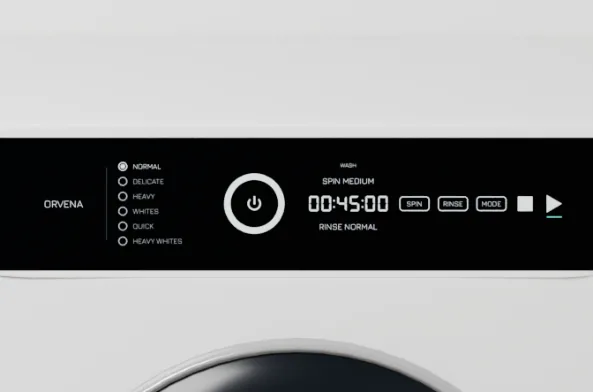 ORVENA
NORMAL
DELICATE
HEAVY
WHITES
QUICK
HEAVY WHITES
WASH
SPIN MEDIUM
00:45:00
RINSE NORMAL
SPIN
RINSE
MODE